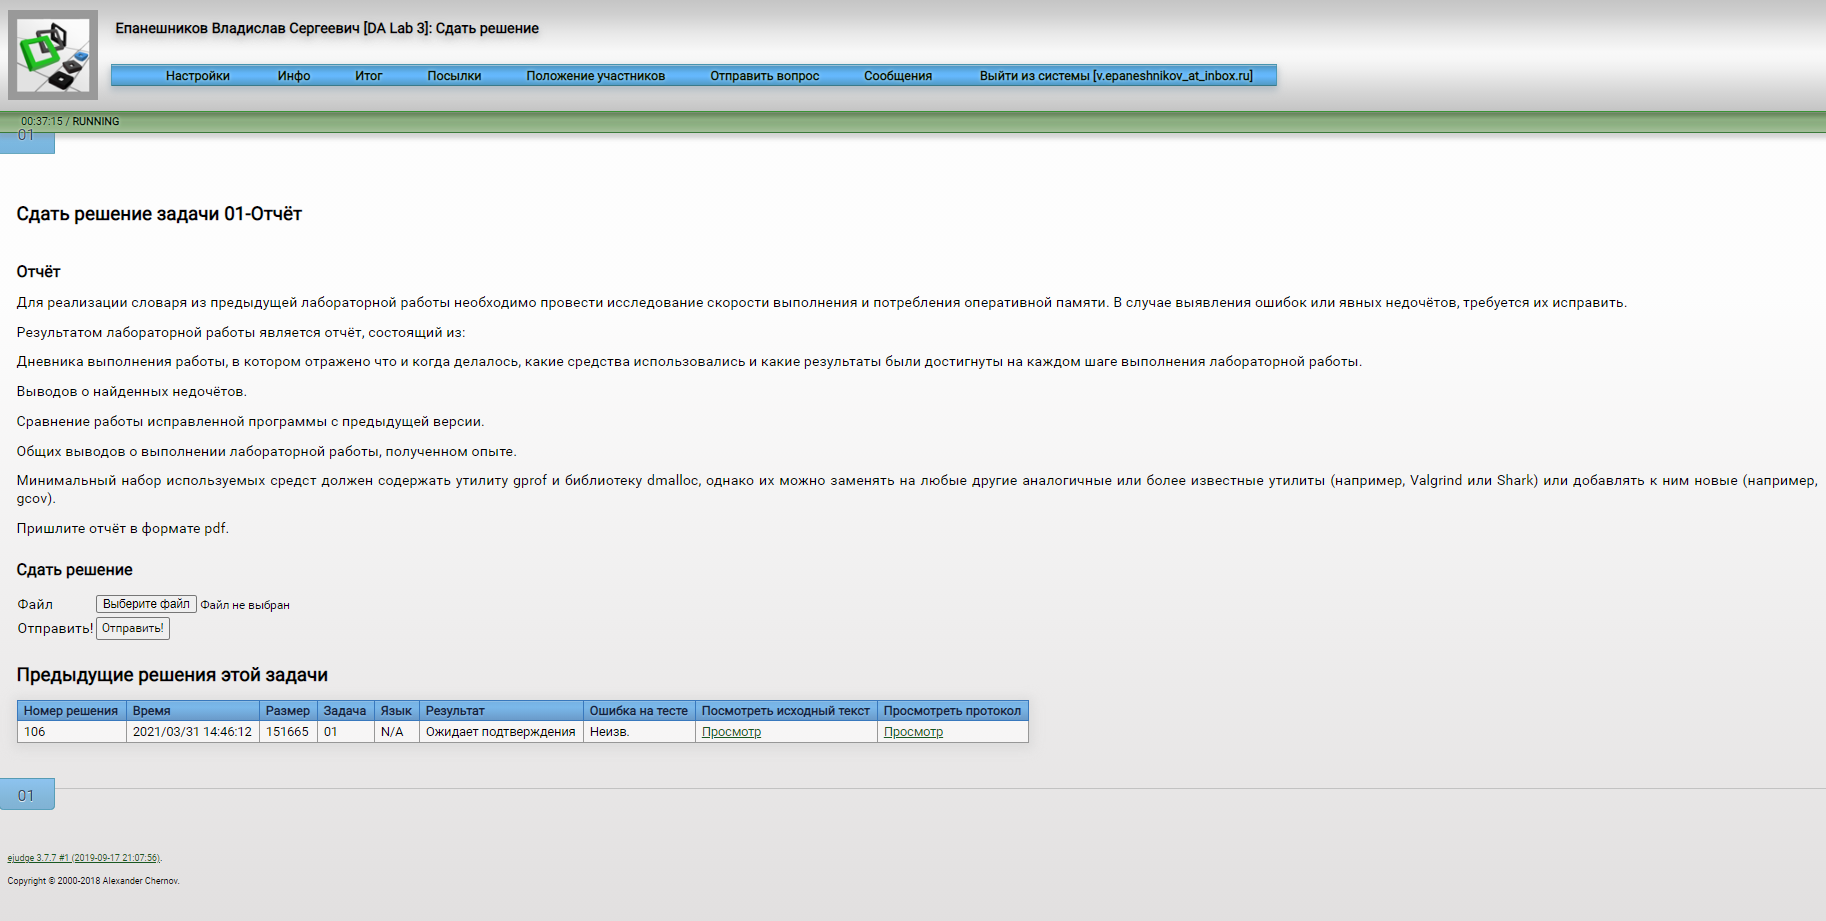 Епанешников Владислав Сергеевич [DA Lab 3]: Сдать решение
Настройки Инфо Итог Посылки Положение участников Отправить вопрос Сообщения Выйти из системы [v.epaneshnikov_at_inbox.ru]
00:37:15 / RUNNING
01
Сдать решение задачи 01-Отчёт
Отчёт
Для реализации словаря из предыдущей лабораторной работы необходимо провести исследование скорости выполнения и потребления оперативной памяти. В случае выявления ошибок или явных недочётов, требуется их исправить.
Результатом лабораторной работы является отчёт, состоящий из:
Дневника выполнения работы, в котором отражено что и когда делалось, какие средства использовались и какие результаты были достигнуты на каждом шаге выполнения лабораторной работы.
Выводов о найденных недочётов.
Сравнение работы исправленной программы с предыдущей версии.
Общих выводов о выполнении лабораторной работы, полученном опыте.
Минимальный набор используемых средст должен содержать утилиту gprof и библиотеку dmalloc, однако их можно заменять на любые другие аналогичные или более известные утилиты (например, Valgrind или Shark) или добавлять к ним новые (например,
gcov).
Пришлите отчёт в формате pdf.
Сдать решение
Файл Выберите файл Файл не выбран
Отправить! Отправить!
Предыдущие решения этой задачи
Номер решения Время Размер Задача Язык Результат Ошибка на тесте Посмотреть исходный текст Просмотреть протокол
106 2021/03/31 14:46:12 151665 01 N/A Ожидает подтверждения Неизв. Просмотр Просмотр
01
ejudge 3.7.7 #1 (2019-09-17 21:07:56).
Copyright © 2000-2018 Alexander Chernov.